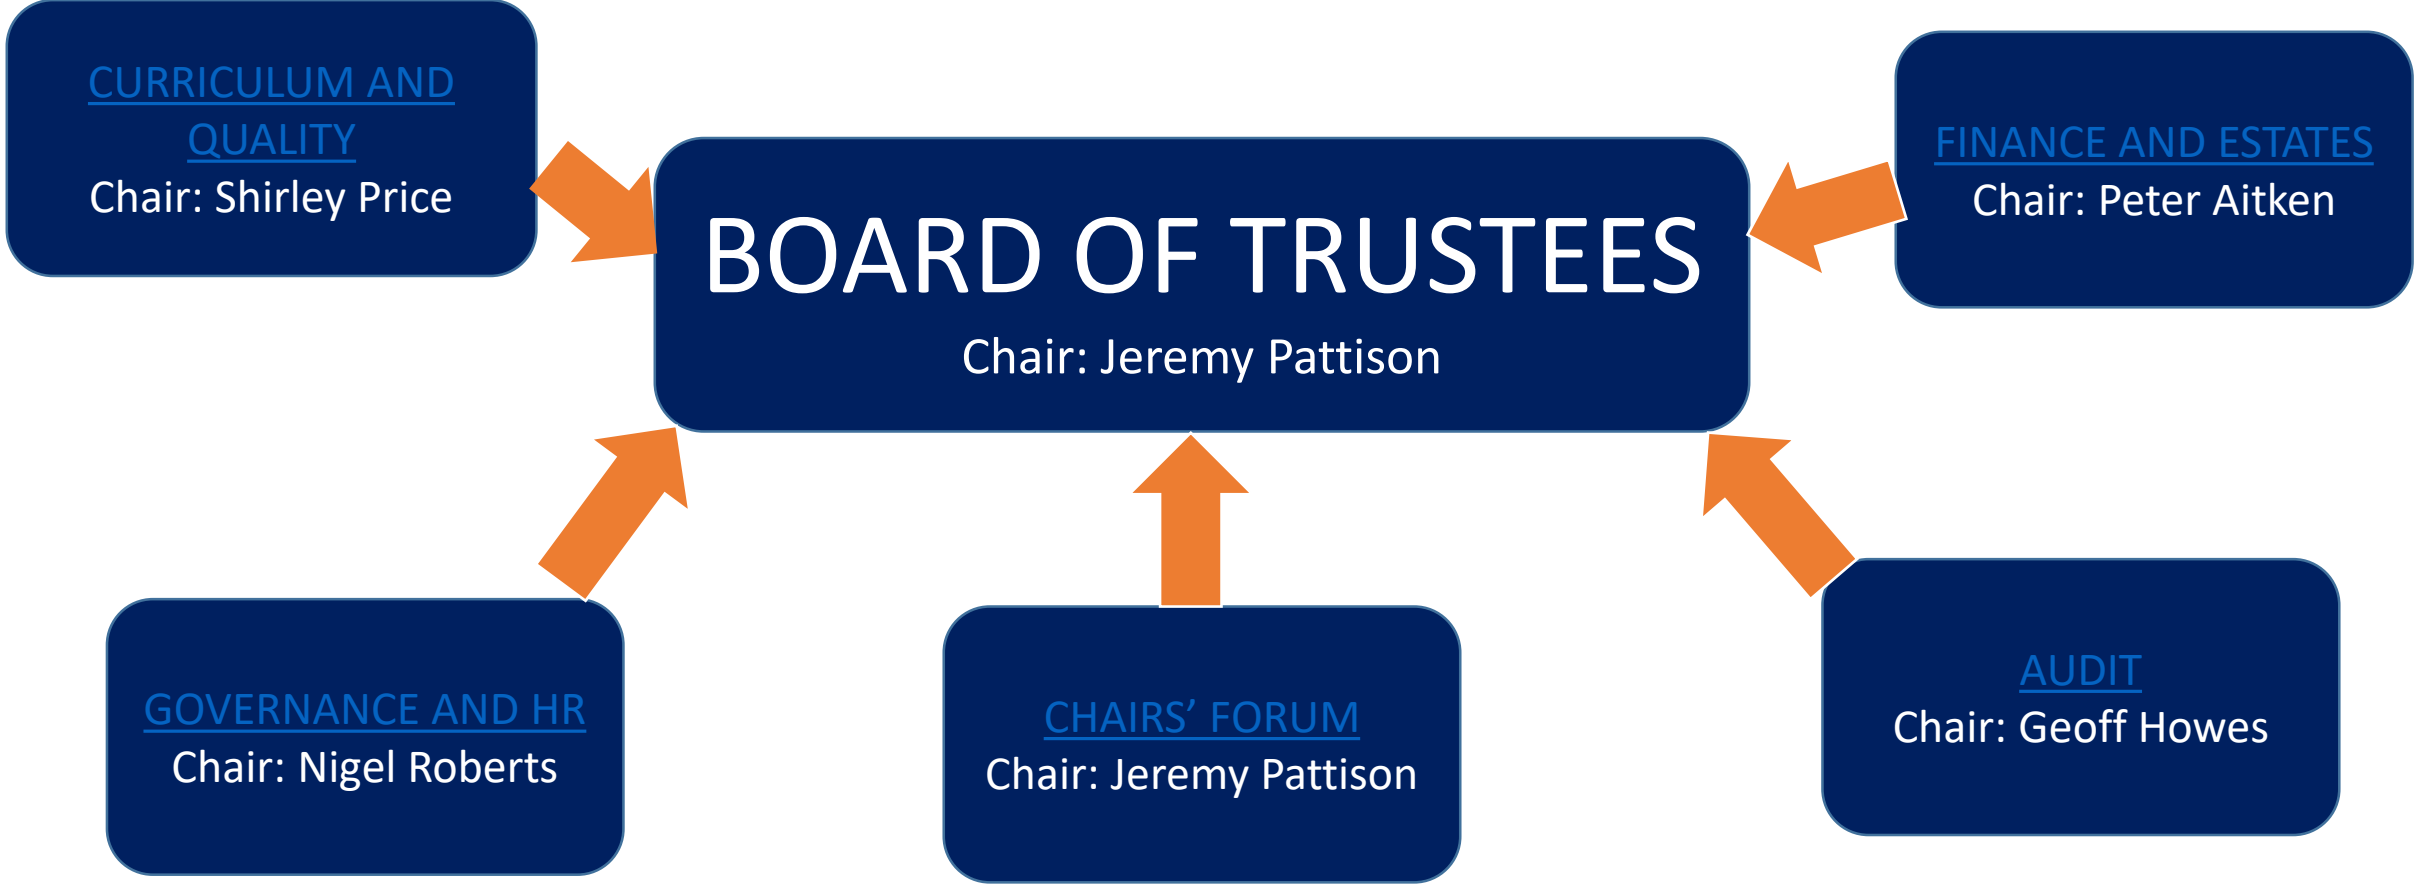 CURRICULUM AND
QUALITY
Chair: Shirley Price
FINANCE AND ESTATES
Chair: Peter Aitken
BOARD OF TRUSTEES
Chair: Jeremy Pattison
GOVERNANCE AND HR
Chair: Nigel Roberts
CHAIRS’ FORUM
Chair: Jeremy Pattison
AUDIT
Chair: Geoff Howes